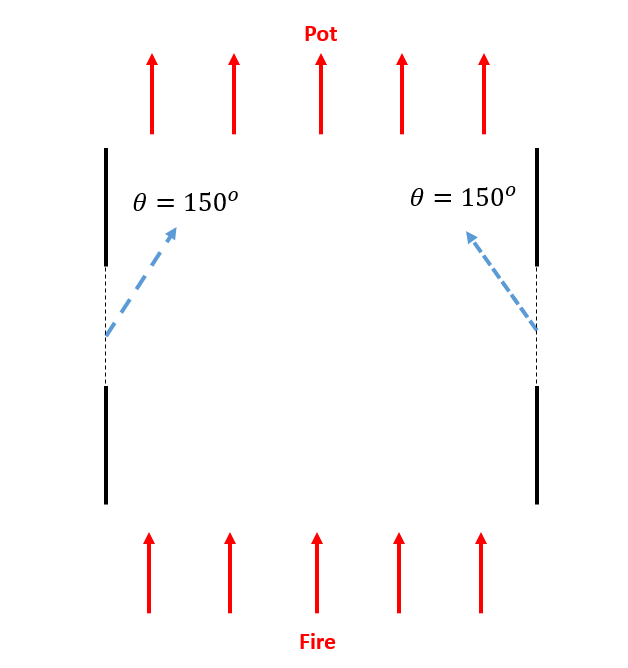 Pot
θ = 150°
θ = 150°
Fire